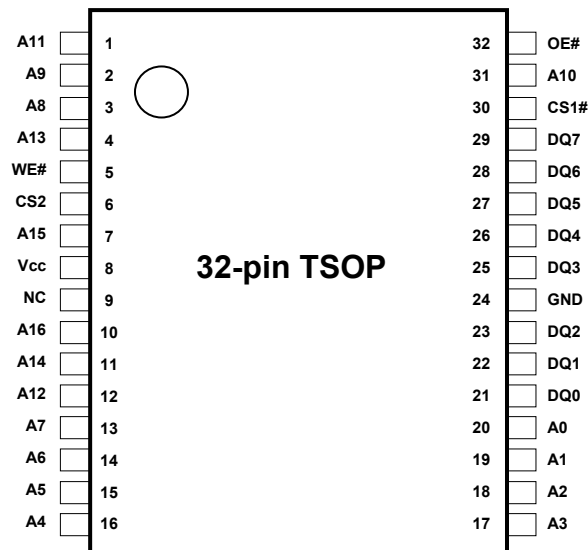 A11 1 32 OE#
A9 2 31 A10
A8 3 30 CS1#
A13 4 29 DQ7
WE# 5 28 DQ6
CS2 6 27 DQ5
A15 7 26 DQ4
Vcc 8 32-pin TSOP 25 DQ3
NC 9 24 GND
A16 10 23 DQ2
A14 11 22 DQ1
A12 12 21 DQ0
A7 13 20 A0
A6 14 19 A1
A5 15 18 A2
A4 16 17 A3